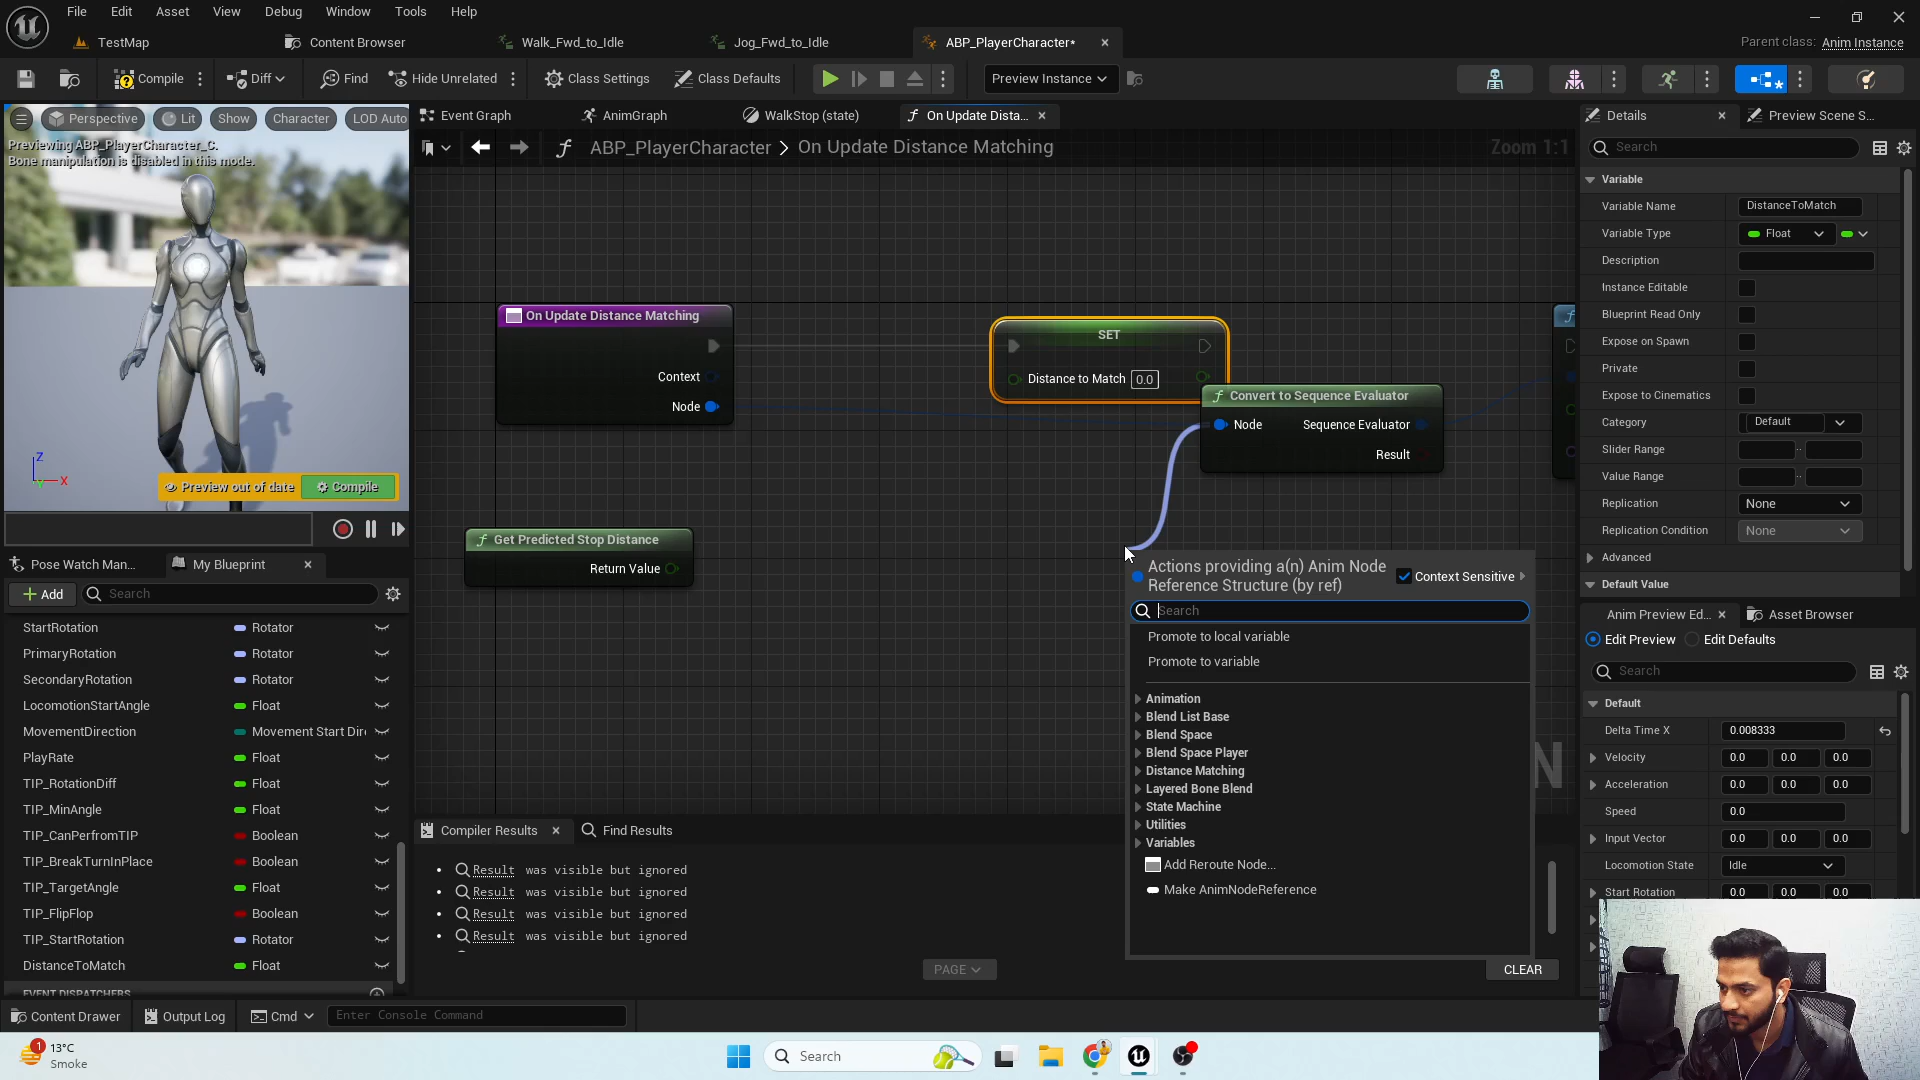 File Edit Asset View Debug Window Tools Help
TestMap Content Browser Walk_Fwd_to_Idle Jog_Fwd_to_Idle ABP_PlayerCharacter* Parent class: Anim Instance
Compile Diff Find Hide Unrelated Class Settings Class Defaults Preview Instance
Perspective Lit Show Character LOD Auto
Previewing ABP_PlayerCharacter_C.
Bone manipulation is disabled in this mode.
Z
X
Preview out of date Compile
Event Graph AnimGraph WalkStop (state) On Update Dista...
ABP_PlayerCharacter > On Update Distance Matching Zoom 1:1
On Update Distance Matching
Context
Node
SET
Distance to Match 0.0
Convert to Sequence Evaluator
Node Sequence Evaluator
Result
Get Predicted Stop Distance
Return Value
Actions providing a(n) Anim Node
Reference Structure (by ref)
Context Sensitive
Search
Promote to local variable
Promote to variable
Animation
Blend List Base
Blend Space
Blend Space Player
Distance Matching
Layered Bone Blend
State Machine
Utilities
Variables
Add Reroute Node...
Make AnimNodeReference
Pose Watch Man... My Blueprint
Add Search
StartRotation Rotator
PrimaryRotation Rotator
SecondaryRotation Rotator
LocomotionStartAngle Float
MovementDirection Movement Start Dir
PlayRate Float
TIP_RotationDiff Float
TIP_MinAngle Float
TIP_CanPerfromTIP Boolean
TIP_BreakTurnInPlace Boolean
TIP_TargetAngle Float
TIP_FlipFlop Boolean
TIP_StartRotation Rotator
DistanceToMatch Float
EVENT DISPATCHERS
Compiler Results Find Results
• Result was visible but ignored
• Result was visible but ignored
• Result was visible but ignored
• Result was visible but ignored
PAGE
CLEAR
Details Preview Scene S...
Search
Variable
Variable Name DistanceToMatch
Variable Type Float
Description
Instance Editable
Blueprint Read Only
Expose on Spawn
Private
Expose to Cinematics
Category Default
Slider Range
Value Range
Replication None
Replication Condition None
Advanced
Default Value
Anim Preview Ed... Asset Browser
Edit Preview Edit Defaults
Search
Default
Delta Time X 0.008333
Velocity 0.0 0.0 0.0
Acceleration 0.0 0.0 0.0
Speed 0.0
Input Vector 0.0 0.0 0.0
Locomotion State Idle
Start Rotation 0.0 0.0 0.0
Content Drawer Output Log Cmd Enter Console Command
1 13°C
Smoke
Search